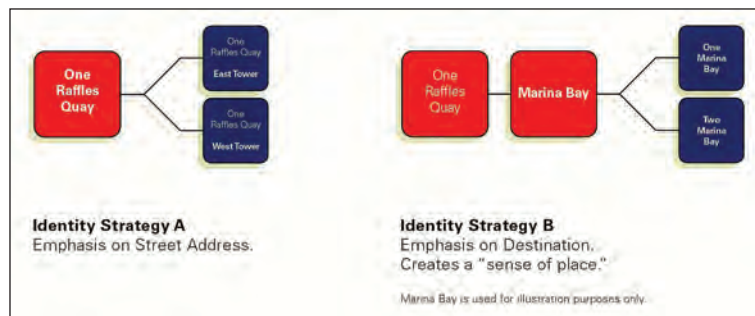 One
Raffles
Quay
One
Raffles Quay
East Tower
One
Raffles Quay
West Tower
Identity Strategy A
Emphasis on Street Address.
One
Raffles
Quay
Marina Bay
One
Marina
Bay
Two
Marina
Bay
Identity Strategy B
Emphasis on Destination.
Creates a “sense of place.”
Marina Bay is used for illustration purposes only.